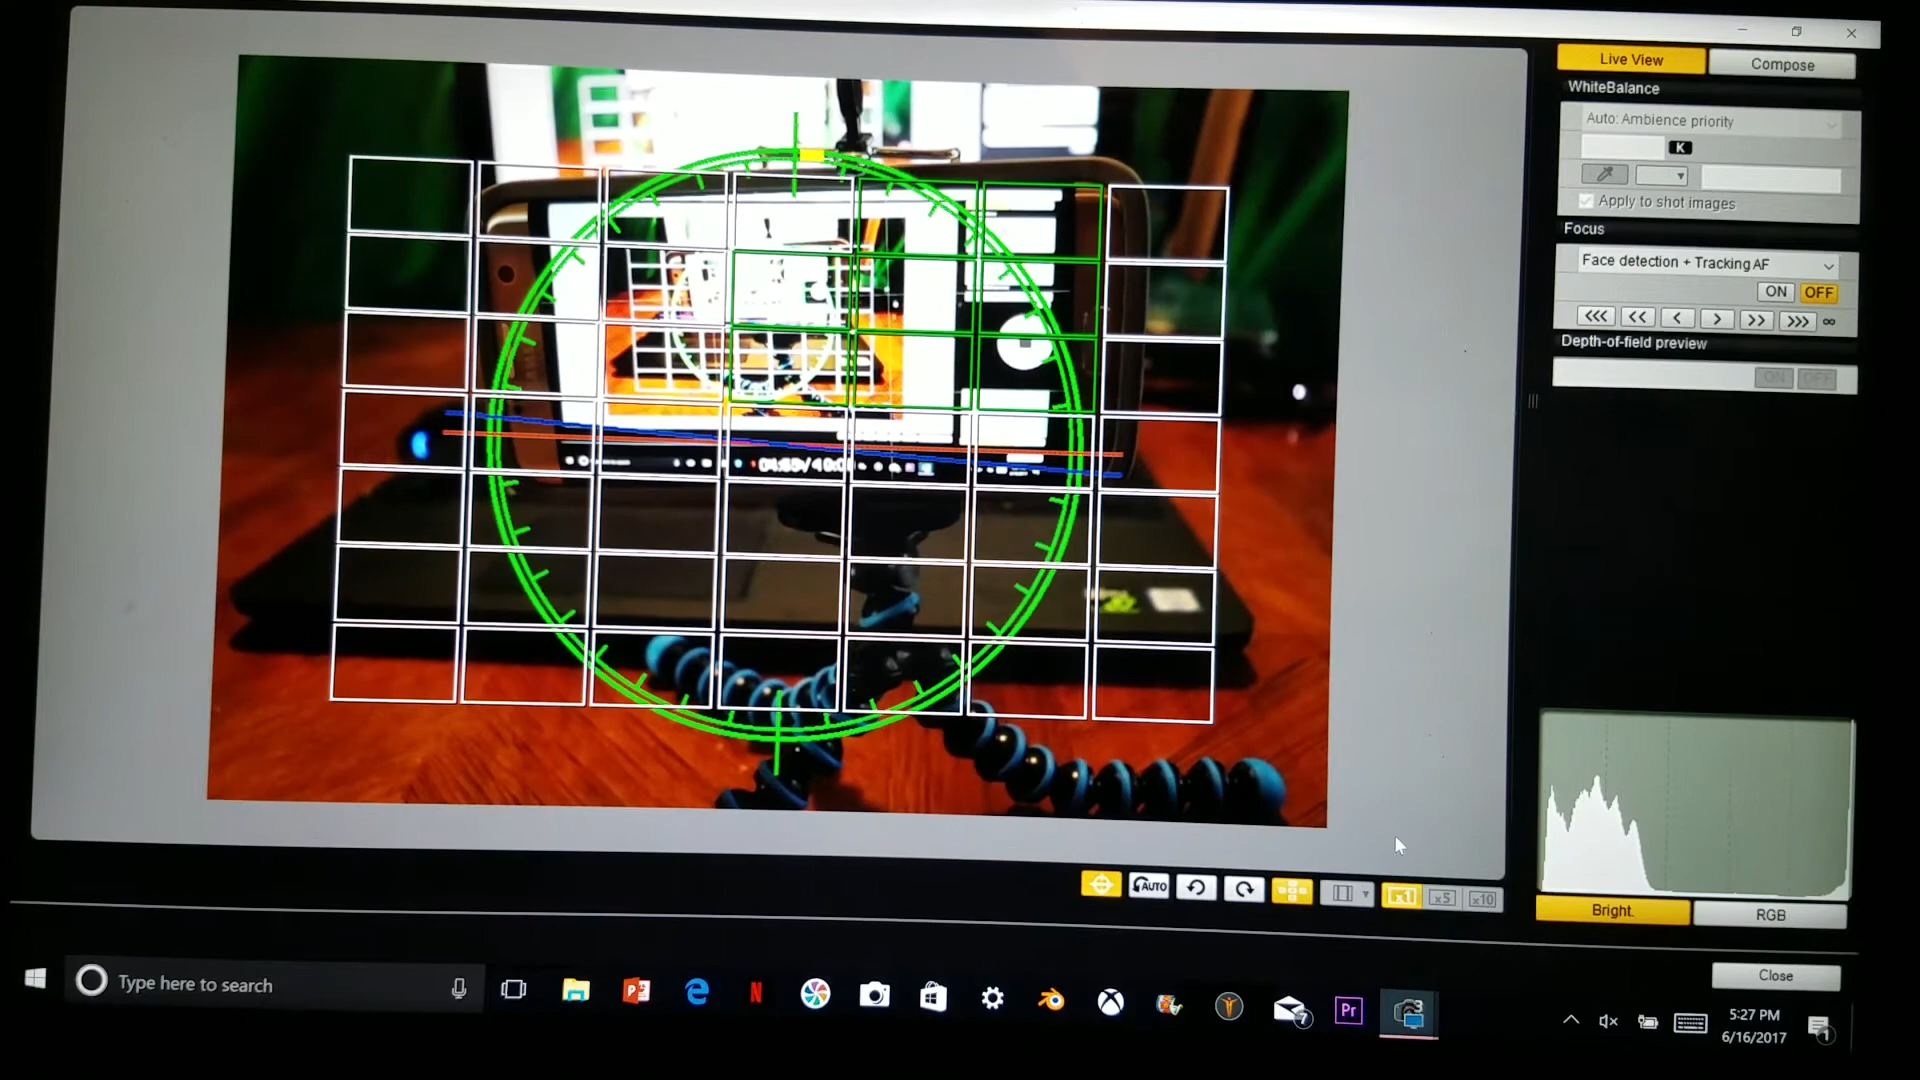 Live View
Compose
WhiteBalance
Auto: Ambience priority
K
Apply to shot images
Focus
Face detection + Tracking AF
ON OFF
<<< << < > >> >>> ∞
Depth-of-field preview
ON OFF
AUTO
x1 x5 x10
Bright. RGB
Close
Type here to search
Pr
7
5:27 PM
6/16/2017
1